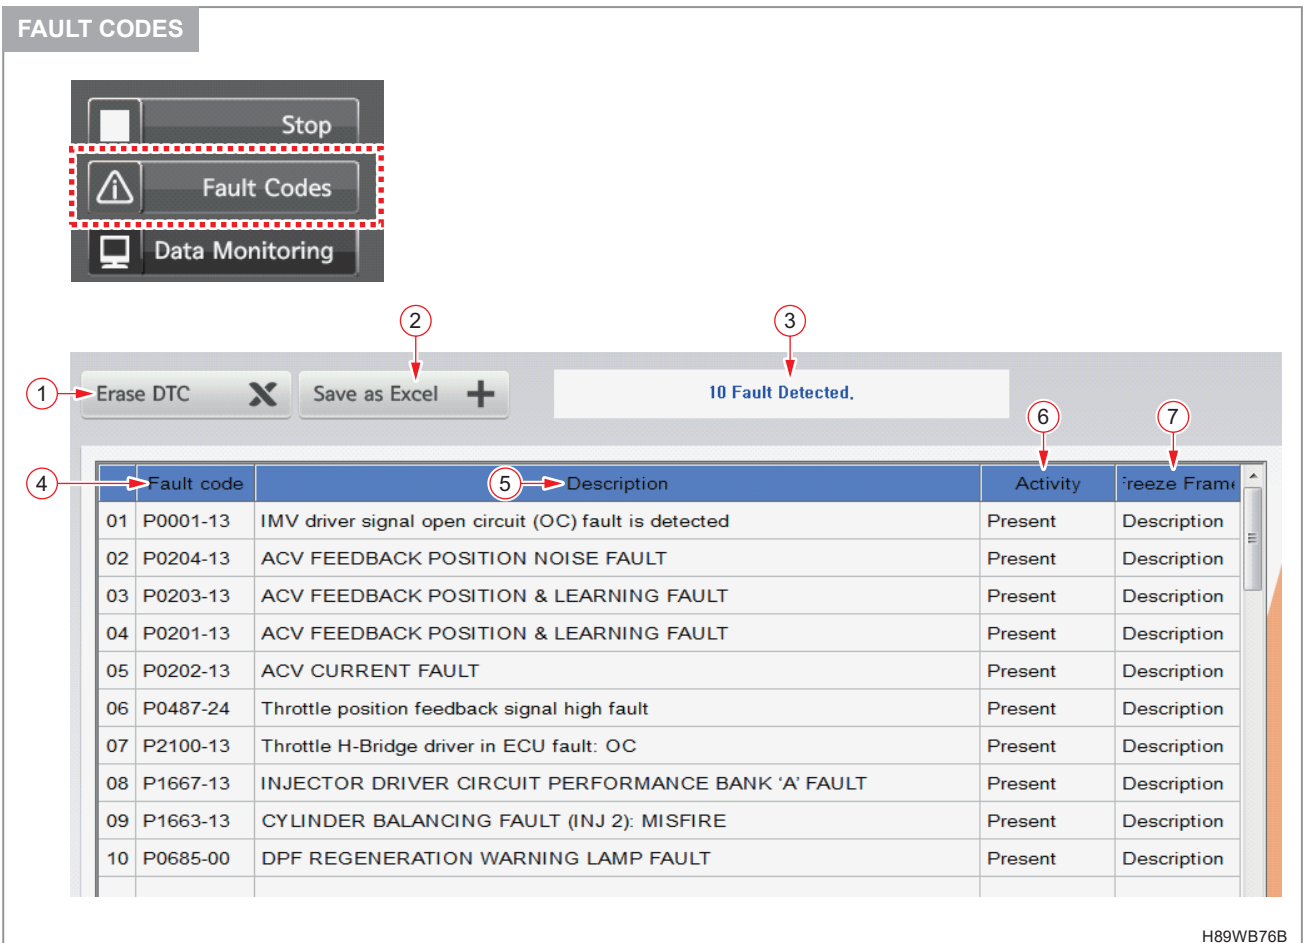 FAULT CODES
Stop
Fault Codes
Data Monitoring
2 3
1 Erase DTC Save as Excel 10 Fault Detected.
6 7
4 Fault code 5 Description Activity Freeze Frame
01 P0001-13 IMV driver signal open circuit (OC) fault is detected Present Description
02 P0204-13 ACV FEEDBACK POSITION NOISE FAULT Present Description
03 P0203-13 ACV FEEDBACK POSITION & LEARNING FAULT Present Description
04 P0201-13 ACV FEEDBACK POSITION & LEARNING FAULT Present Description
05 P0202-13 ACV CURRENT FAULT Present Description
06 P0487-24 Throttle position feedback signal high fault Present Description
07 P2100-13 Throttle H-Bridge driver in ECU fault: OC Present Description
08 P1667-13 INJECTOR DRIVER CIRCUIT PERFORMANCE BANK ‘A’ FAULT Present Description
09 P1663-13 CYLINDER BALANCING FAULT (INJ 2): MISFIRE Present Description
10 P0685-00 DPF REGENERATION WARNING LAMP FAULT Present Description
H89WB76B